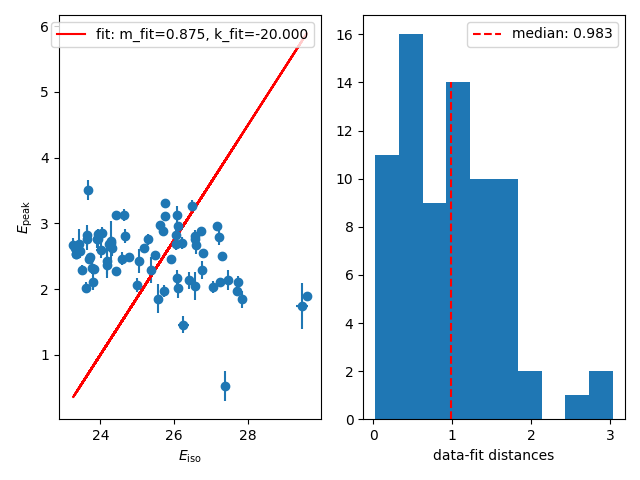 fit: m_fit=0.875, k_fit=-20.000
E_peak
6
5
4
3
2
1
24 26 28
E_iso
median: 0.983
16
14
12
10
8
6
4
2
0
0 1 2 3
data-fit distances